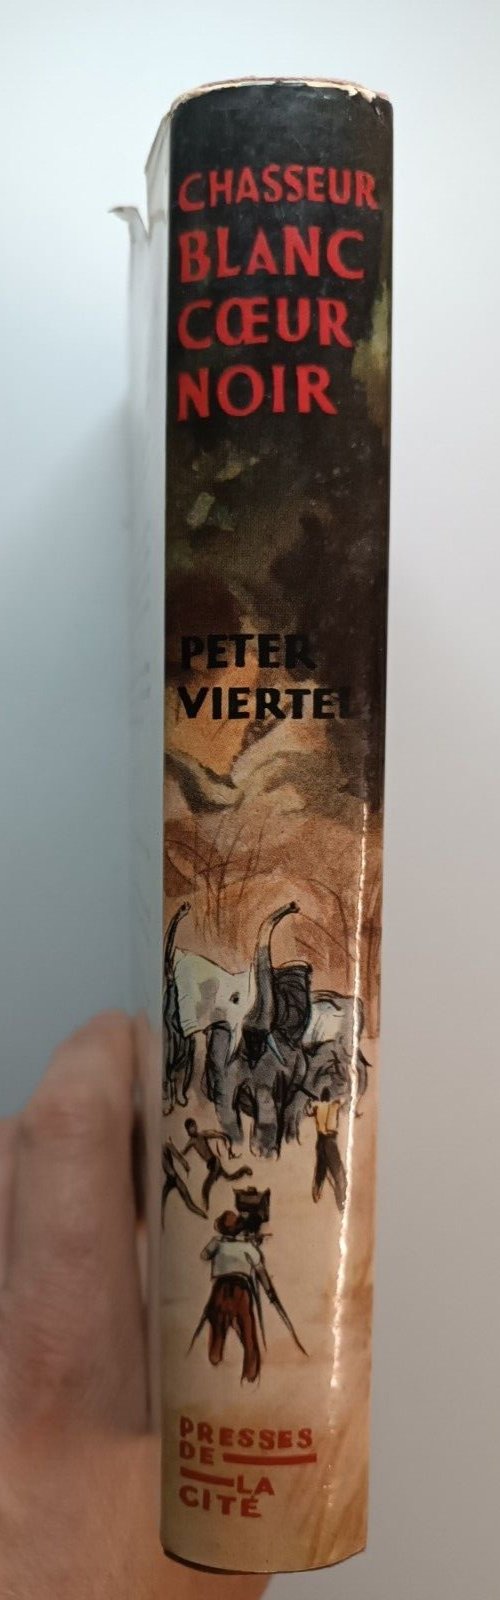 CHASSEUR
BLANC
CŒUR
NOIR
PETER
VIERTEL
PRESSES
DE
LA
CITÉ